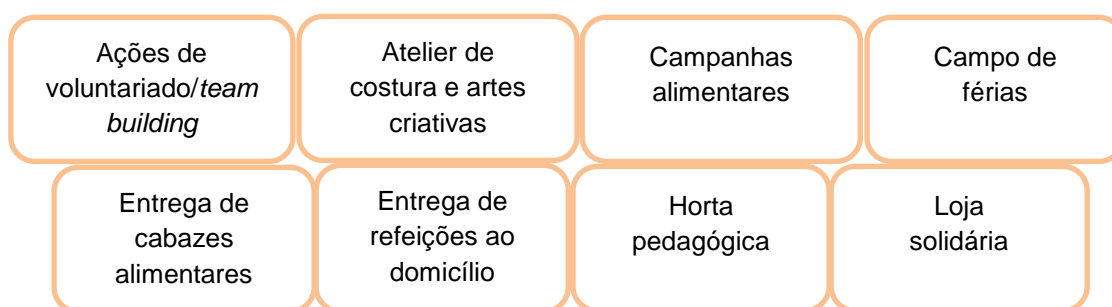 Ações de
voluntariado/team
building
Atelier de
costura e artes
criativas
Campanhas
alimentares
Campo de
férias
Entrega de
cabazes
alimentares
Entrega de
refeições ao
domicílio
Horta
pedagógica
Loja
solidária